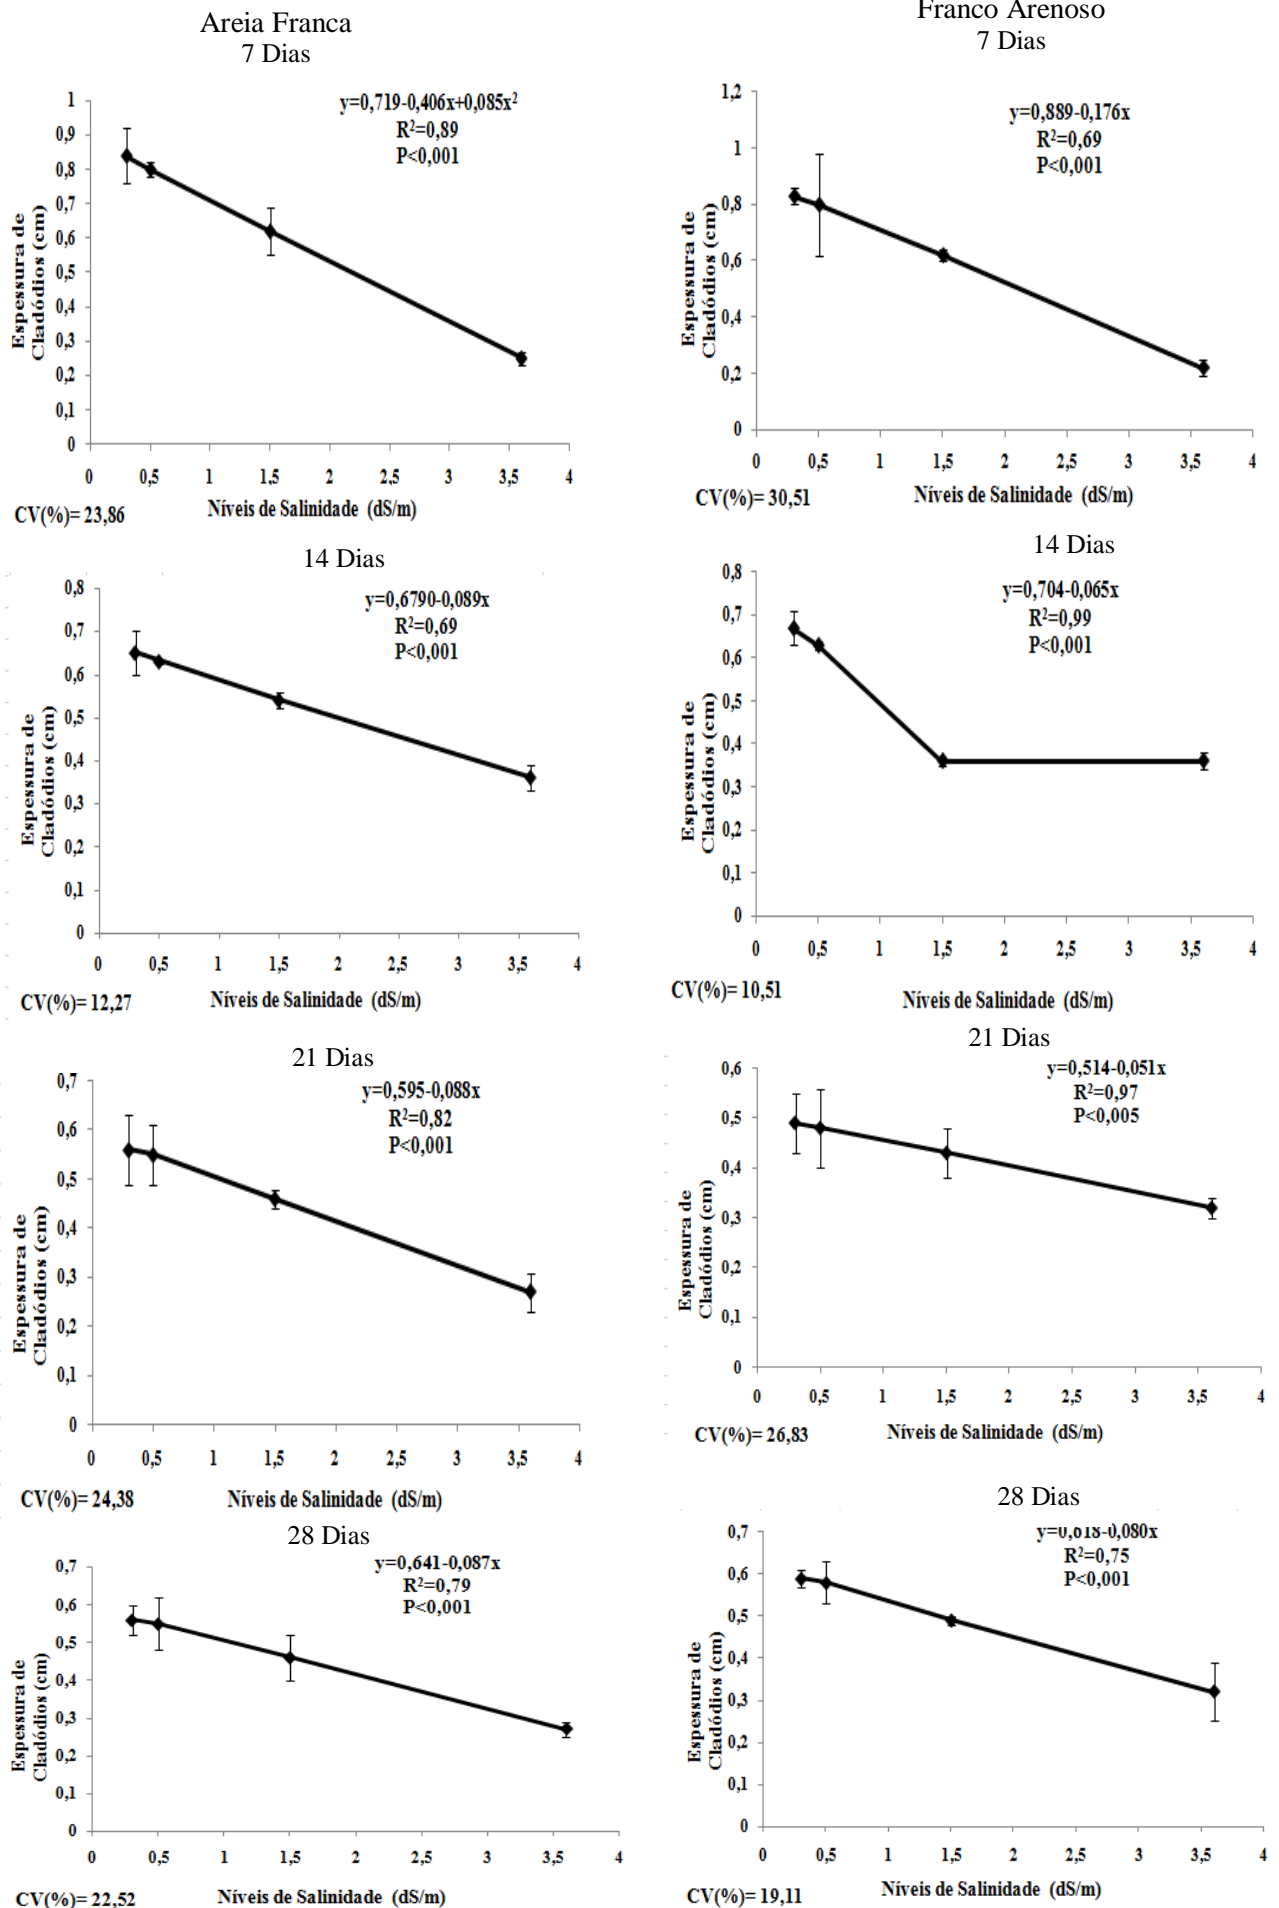 Areia Franca
7 Dias
y=0,719-0,406x+0,085x²
R²=0,89
P<0,001
1
0,9
0,8
0,7
0,6
0,5
0,4
0,3
0,2
0,1
0
Espessura de
Cladódios (cm)
0 0,5 1 1,5 2 2,5 3 3,5 4
Níveis de Salinidade (dS/m)
CV(%)= 23,86
Franco Arenoso
7 Dias
y=0,889-0,176x
R²=0,69
P<0,001
1,2
1
0,8
0,6
0,4
0,2
0
Espessura de
Cladódios (cm)
0 0,5 1 1,5 2 2,5 3 3,5 4
Níveis de Salinidade (dS/m)
CV(%)= 30,51
14 Dias
y=0,6790-0,089x
R²=0,69
P<0,001
0,8
0,7
0,6
0,5
0,4
0,3
0,2
0,1
0
Espessura de
Cladódios (cm)
0 0,5 1 1,5 2 2,5 3 3,5 4
Níveis de Salinidade (dS/m)
CV(%)= 12,27
14 Dias
y=0,704-0,065x
R²=0,99
P<0,001
0,8
0,7
0,6
0,5
0,4
0,3
0,2
0,1
0
Espessura de
Cladódios (cm)
0 0,5 1 1,5 2 2,5 3 3,5 4
Níveis de Salinidade (dS/m)
CV(%)= 10,51
21 Dias
y=0,595-0,088x
R²=0,82
P<0,001
0,7
0,6
0,5
0,4
0,3
0,2
0,1
0
Espessura de
Cladódios (cm)
0 0,5 1 1,5 2 2,5 3 3,5 4
Níveis de Salinidade (dS/m)
CV(%)= 24,38
21 Dias
y=0,514-0,051x
R²=0,97
P<0,005
0,6
0,5
0,4
0,3
0,2
0,1
0
Espessura de
Cladódios (cm)
0 0,5 1 1,5 2 2,5 3 3,5 4
Níveis de Salinidade (dS/m)
CV(%)= 26,83
28 Dias
y=0,641-0,087x
R²=0,79
P<0,001
0,7
0,6
0,5
0,4
0,3
0,2
0,1
0
Espessura de
Cladódios (cm)
0 0,5 1 1,5 2 2,5 3 3,5 4
Níveis de Salinidade (dS/m)
CV(%)= 22,52
28 Dias
y=0,618-0,080x
R²=0,75
P<0,001
0,7
0,6
0,5
0,4
0,3
0,2
0,1
0
Espessura de
Cladódios (cm)
0 0,5 1 1,5 2 2,5 3 3,5 4
Níveis de Salinidade (dS/m)
CV(%)= 19,11